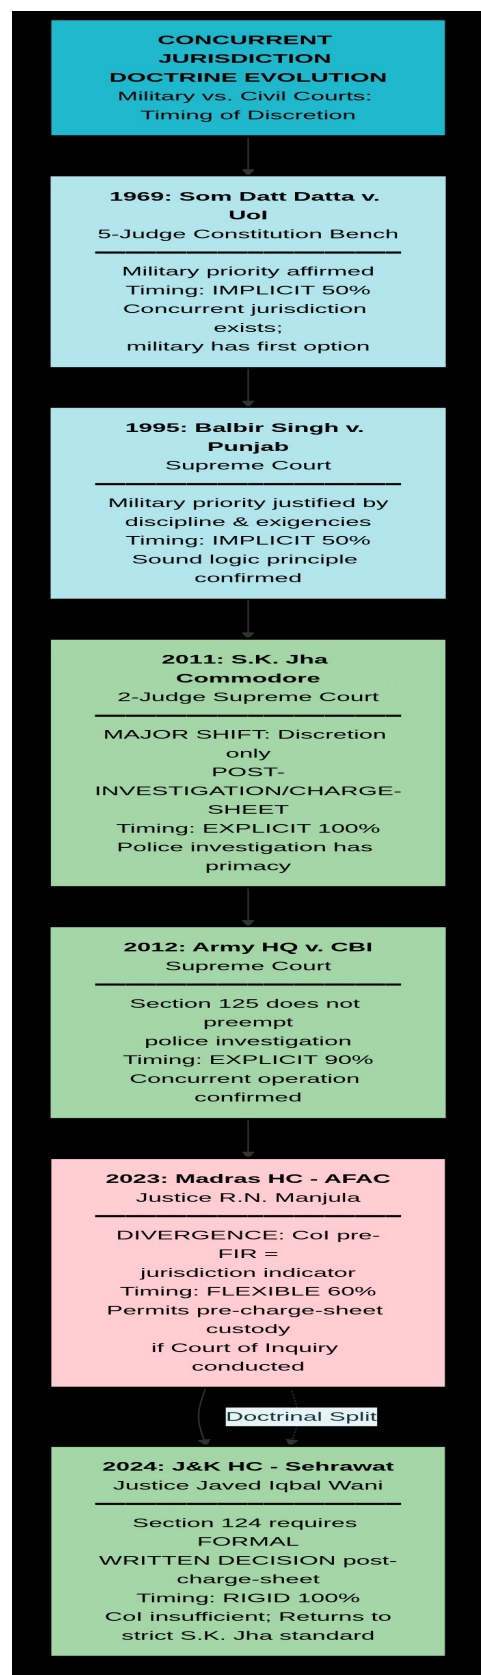 CONCURRENT
JURISDICTION
DOCTRINE EVOLUTION
Military vs. Civil Courts:
Timing of Discretion
1969: Som Datt Datta v.
UoI
5-Judge Constitution Bench
Military priority affirmed
Timing: IMPLICIT 50%
Concurrent jurisdiction
exists;
military has first option
1995: Balbir Singh v.
Punjab
Supreme Court
Military priority justified by
discipline & exigencies
Timing: IMPLICIT 50%
Sound logic principle
confirmed
2011: S.K. Jha
Commodore
2-Judge Supreme Court
MAJOR SHIFT: Discretion
only
POST-
INVESTIGATION/CHARGE-
SHEET
Timing: EXPLICIT 100%
Police investigation has
primacy
2012: Army HQ v. CBI
Supreme Court
Section 125 does not
preempt
police investigation
Timing: EXPLICIT 90%
Concurrent operation
confirmed
2023: Madras HC - AFAC
Justice R.N. Manjula
DIVERGENCE: CoI pre-
FIR =
jurisdiction indicator
Timing: FLEXIBLE 60%
Permits pre-charge-sheet
custody
if Court of Inquiry
conducted
Doctrinal Split
2024: J&K HC - Sehrawat
Justice Javed Iqbal Wani
Section 124 requires
FORMAL
WRITTEN DECISION post-
charge-sheet
Timing: RIGID 100%
CoI insufficient; Returns to
strict S.K. Jha standard